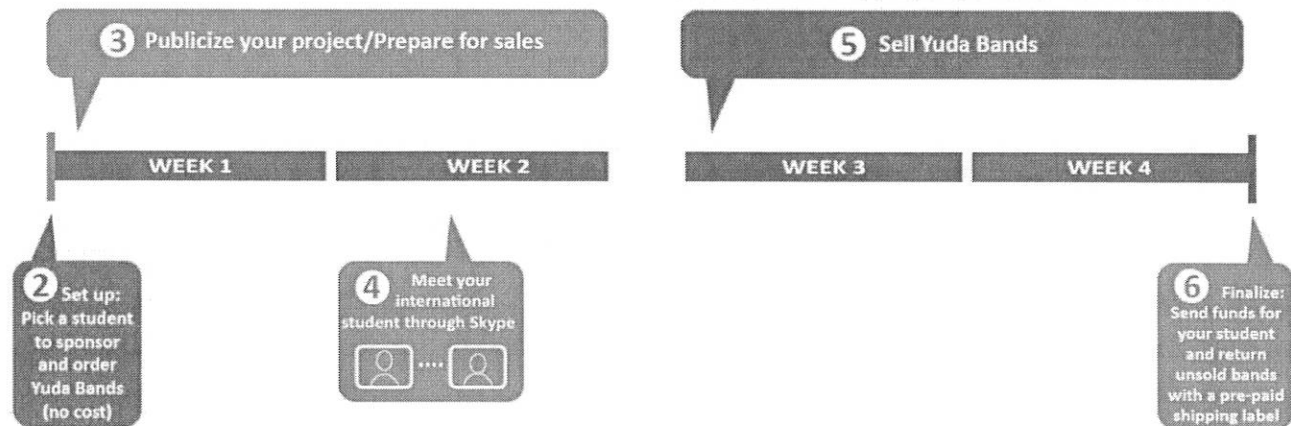 3 Publicize your project/Prepare for sales
5 Sell Yuda Bands
WEEK 1
WEEK 2
WEEK 3
WEEK 4
2 Set up:
Pick a student
to sponsor
and order
Yuda Bands
(no cost)
4 Meet your
international
student through Skype
6 Finalize:
Send funds for
your student
and return
unsold bands
with a pre-paid
shipping label